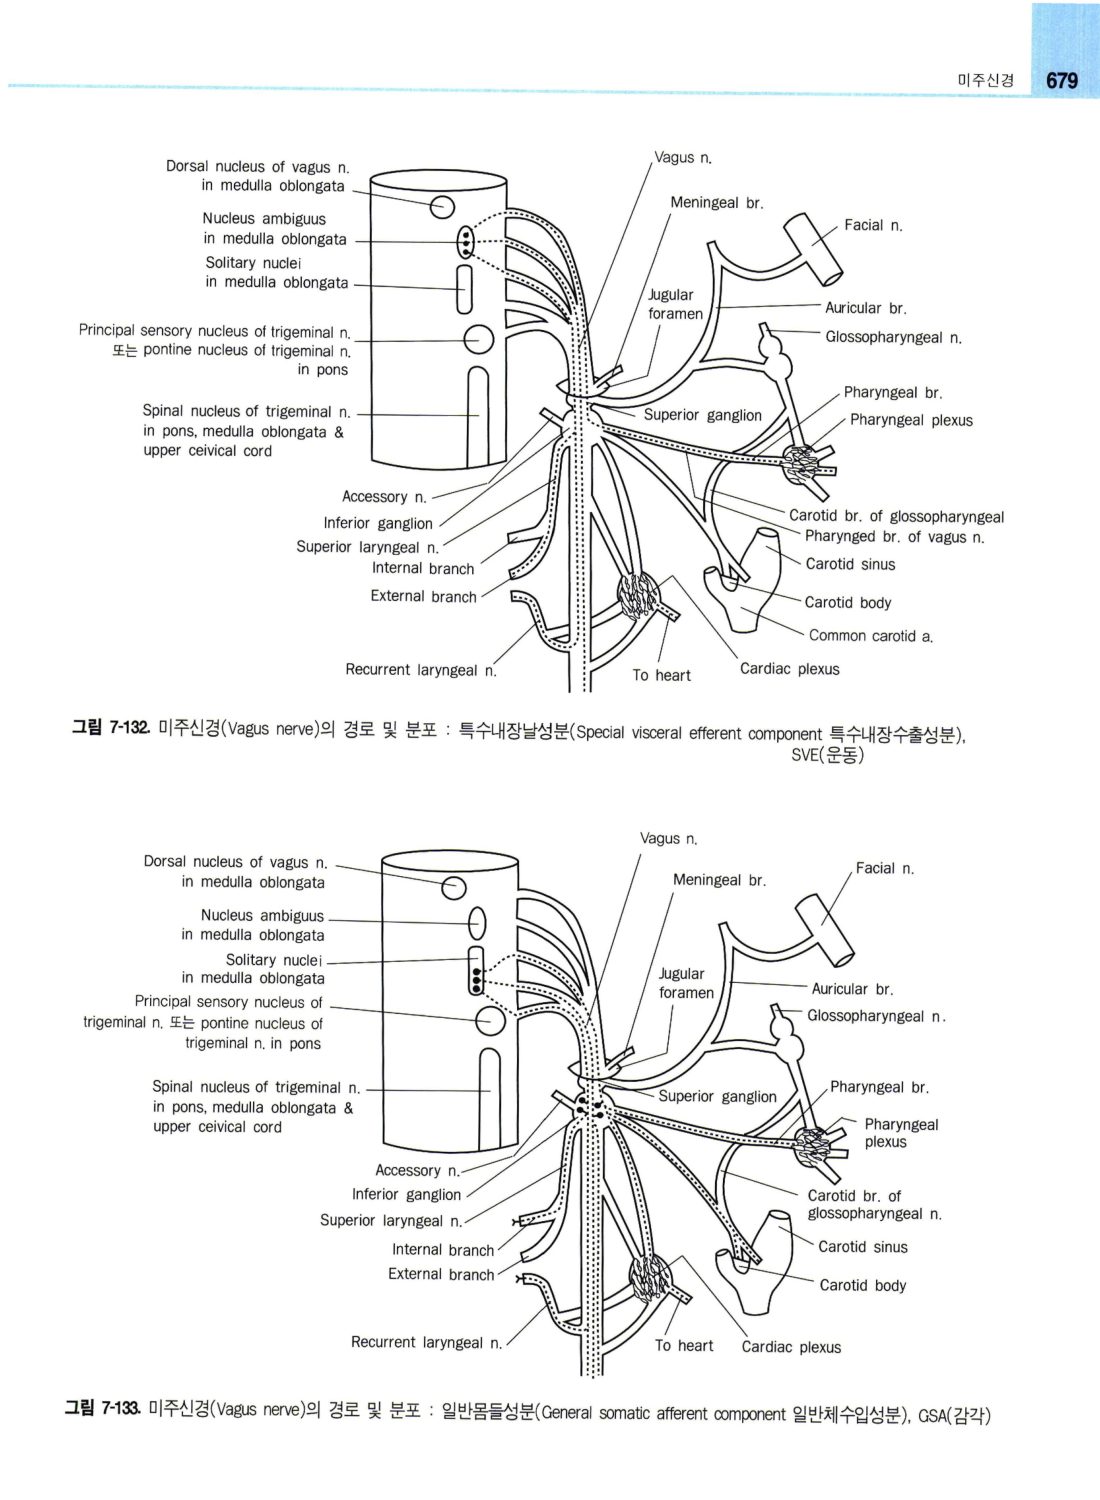 미주신경 679
Dorsal nucleus of vagus n.
in medulla oblongata
Nucleus ambiguus
in medulla oblongata
Solitary nuclei
in medulla oblongata
Principal sensory nucleus of trigeminal n.
또는 pontine nucleus of trigeminal n.
in pons
Spinal nucleus of trigeminal n.
in pons, medulla oblongata &
upper ceivical cord
Accessory n.
Inferior ganglion
Superior laryngeal n.
Internal branch
External branch
Recurrent laryngeal n.
Vagus n.
Meningeal br.
Facial n.
Jugular
foramen
Auricular br.
Glossopharyngeal n.
Pharyngeal br.
Superior ganglion
Pharyngeal plexus
Carotid br. of glossopharyngeal
Pharynged br. of vagus n.
Carotid sinus
Carotid body
Common carotid a.
To heart
Cardiac plexus
그림 7-132. 미주신경(Vagus nerve)의 경로 및 분포 : 특수내장날성분(Special visceral efferent component 특수내장수출성분),
SVE(운동)
Dorsal nucleus of vagus n.
in medulla oblongata
Nucleus ambiguus
in medulla oblongata
Solitary nuclei
in medulla oblongata
Principal sensory nucleus of
trigeminal n. 또는 pontine nucleus of
trigeminal n. in pons
Spinal nucleus of trigeminal n.
in pons, medulla oblongata &
upper ceivical cord
Accessory n.
Inferior ganglion
Superior laryngeal n.
Internal branch
External branch
Recurrent laryngeal n.
Vagus n.
Meningeal br.
Facial n.
Jugular
foramen
Auricular br.
Glossopharyngeal n.
Superior ganglion
Pharyngeal br.
Pharyngeal
plexus
Carotid br. of
glossopharyngeal n.
Carotid sinus
Carotid body
To heart
Cardiac plexus
그림 7-133. 미주신경(Vagus nerve)의 경로 및 분포 : 일반몸들성분(General somatic afferent component 일반체수입성분), GSA(감각)